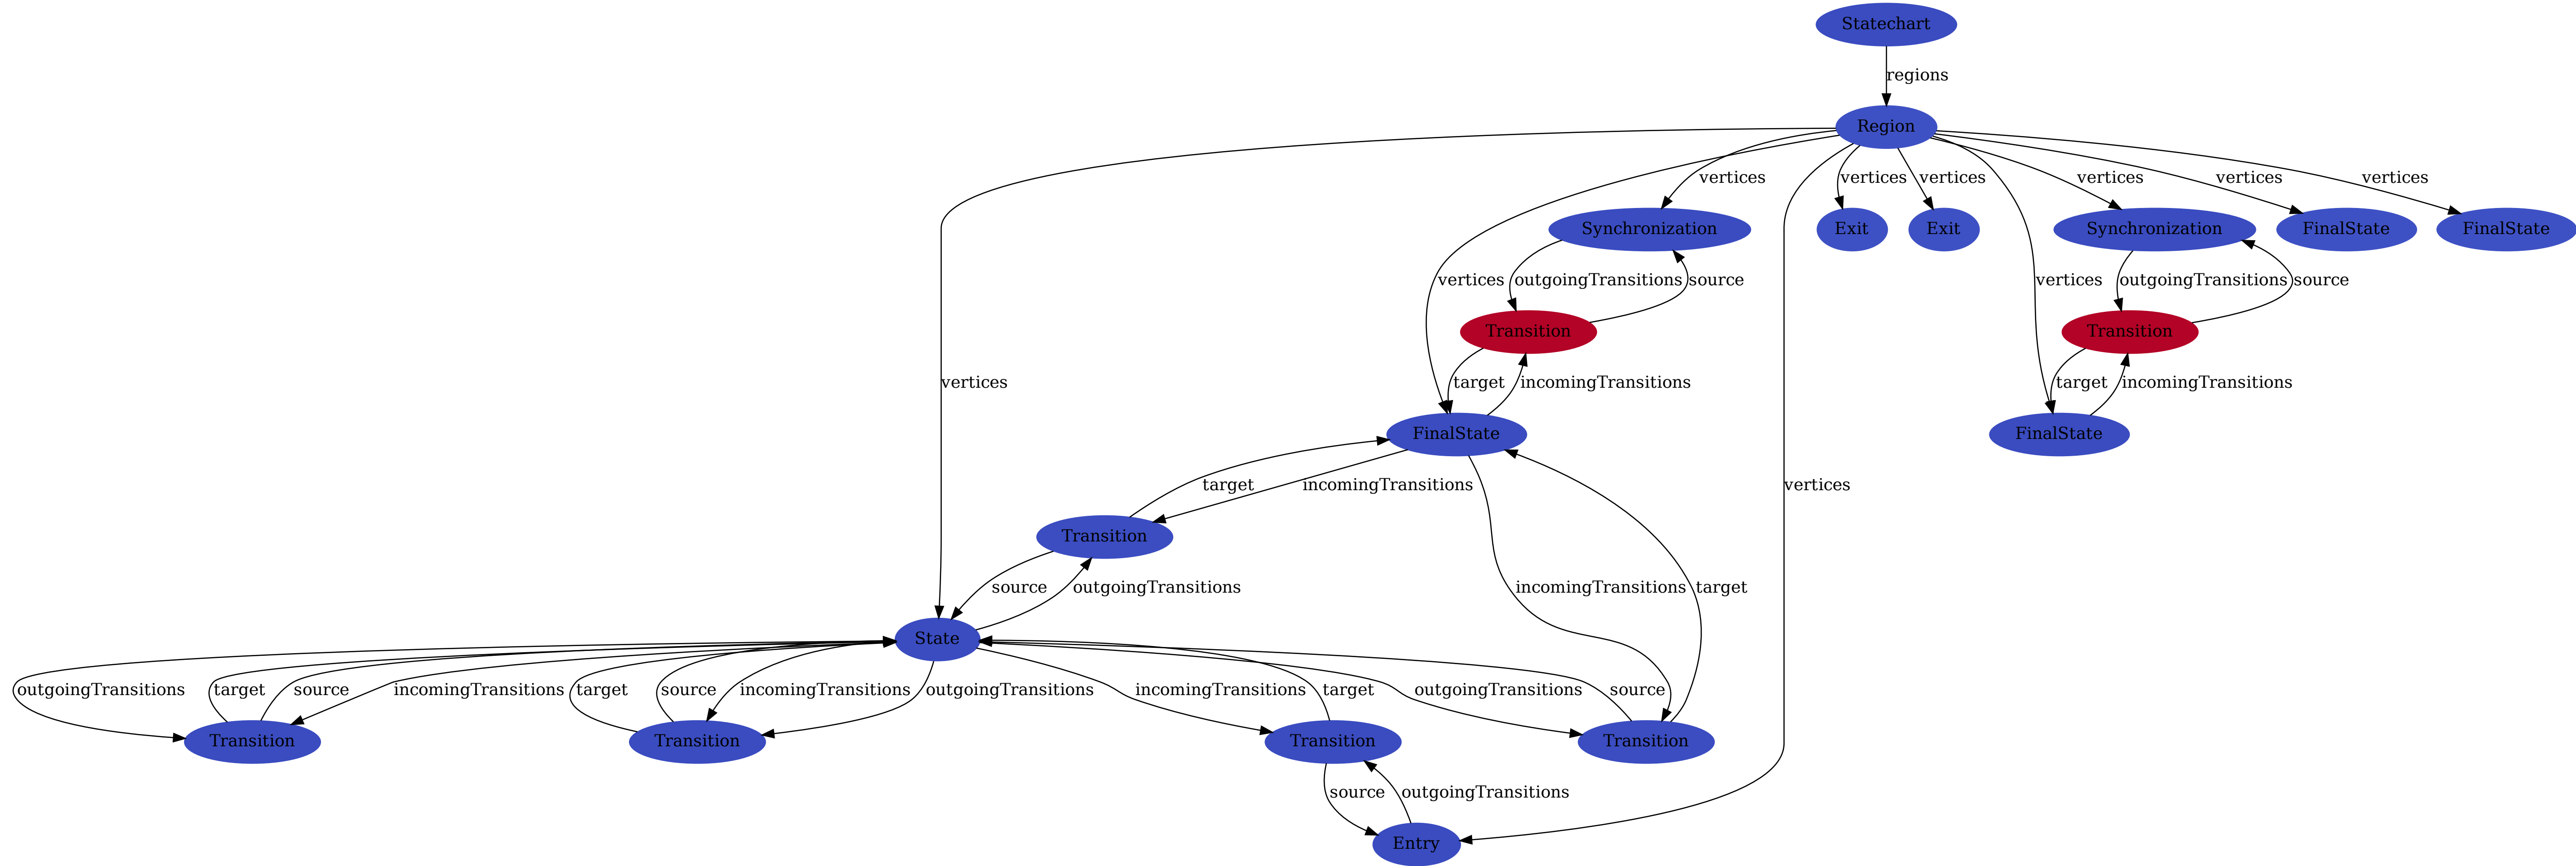 Statechart
regions
Region
vertices vertices vertices vertices vertices vertices
Synchronization Exit Exit Synchronization FinalState FinalState
vertices outgoingTransitions source vertices outgoingTransitions source
Transition Transition
vertices target incomingTransitions target incomingTransitions
FinalState FinalState
target incomingTransitions vertices
Transition
source outgoingTransitions incomingTransitions target
State
outgoingTransitions target source incomingTransitions target source incomingTransitions outgoingTransitions incomingTransitions target outgoingTransitions source
Transition Transition Transition Transition
source outgoingTransitions
Entry